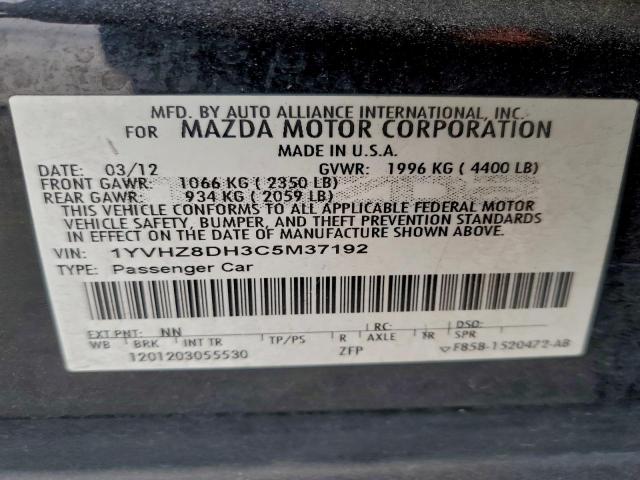 MFD. BY AUTO ALLIANCE INTERNATIONAL, INC.
FOR MAZDA MOTOR CORPORATION
MADE IN U.S.A.
DATE: 03/12 GVWR: 1996 KG ( 4400 LB)
FRONT GAWR: 1066 KG ( 2350 LB)
REAR GAWR: 934 KG ( 2059 LB)
THIS VEHICLE CONFORMS TO ALL APPLICABLE FEDERAL MOTOR
VEHICLE SAFETY, BUMPER, AND THEFT PREVENTION STANDARDS
IN EFFECT ON THE DATE OF MANUFACTURE SHOWN ABOVE.
VIN: 1YVHZ8DH3C5M37192
TYPE: Passenger Car
EXT PNT: NN RC: DSO:
WB BRK INT TR TP/PS R AXLE TR SPR
1201203055530 ZFP F85B-1520472-AB